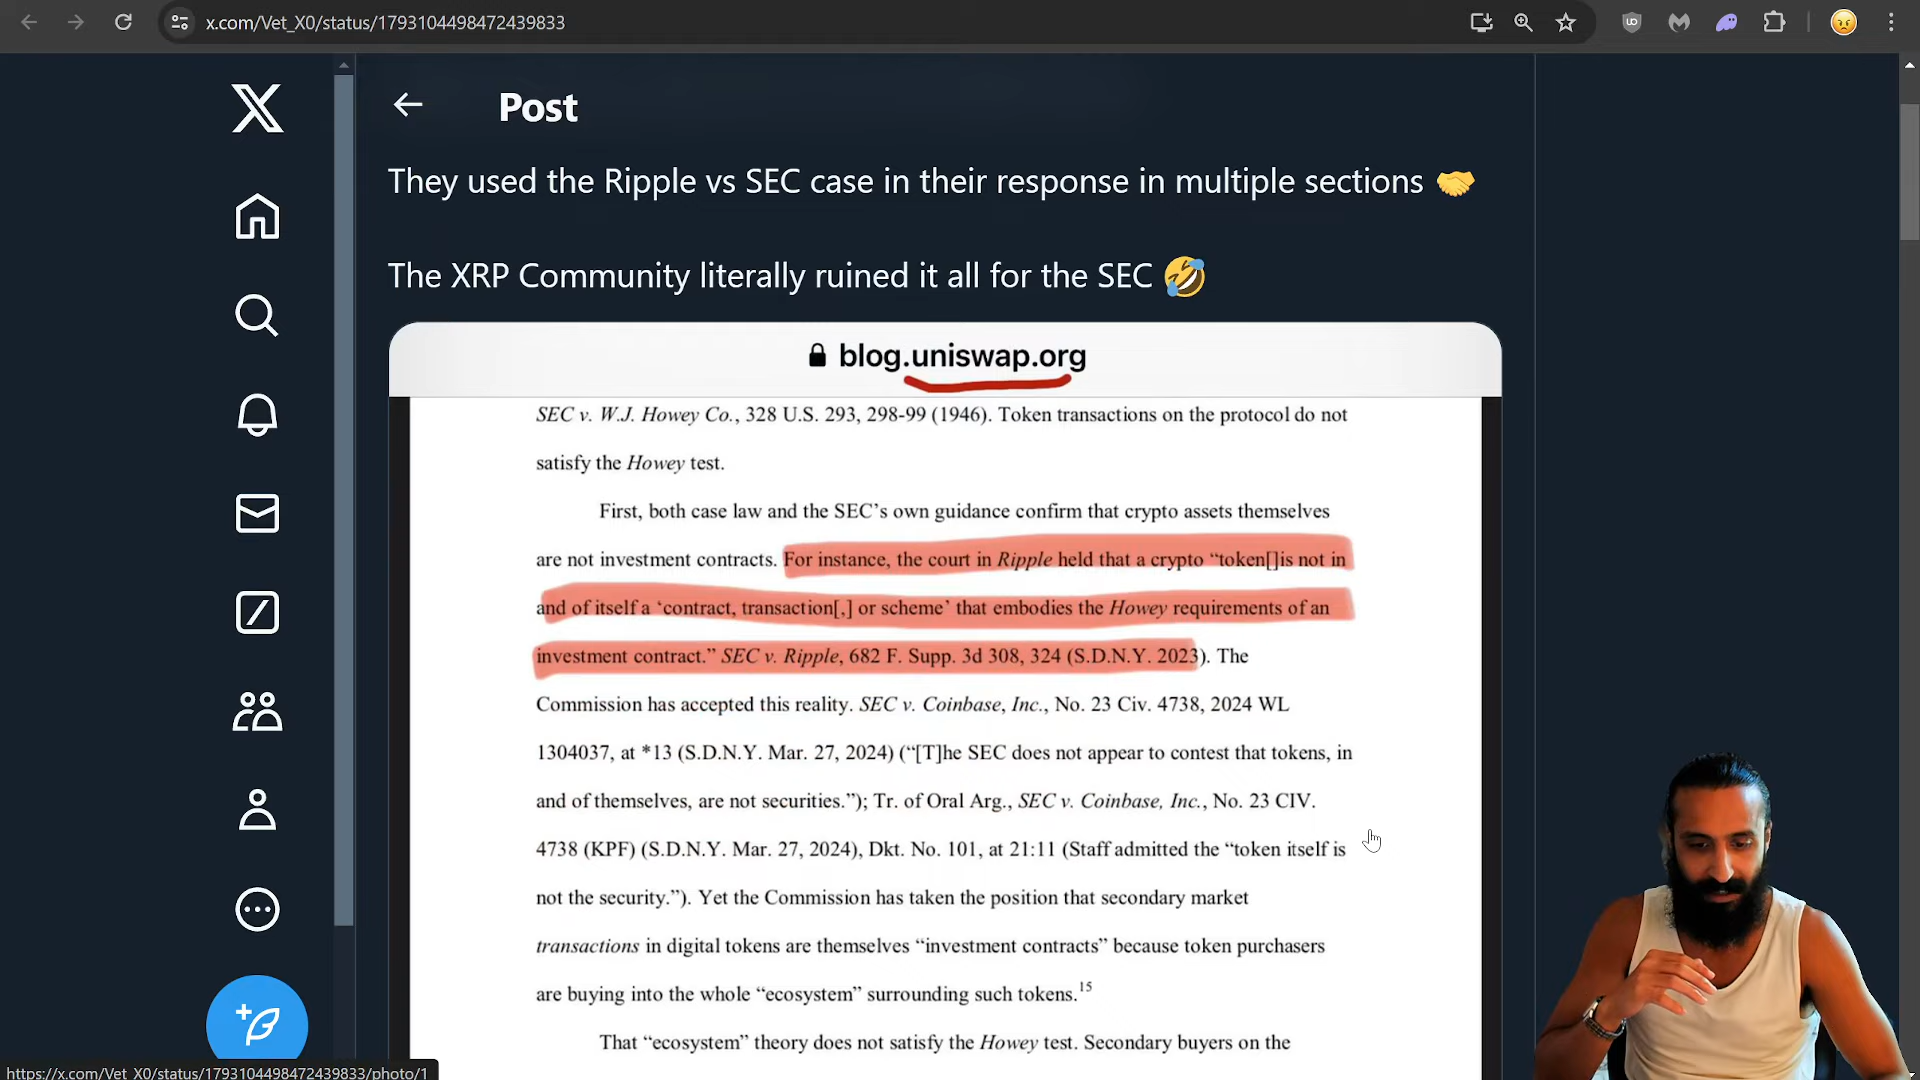 x.com/Vet_X0/status/1793104498472439833
Post
They used the Ripple vs SEC case in their response in multiple sections 🤝
The XRP Community literally ruined it all for the SEC 🤣
blog.uniswap.org
SEC v. W.J. Howey Co., 328 U.S. 293, 298-99 (1946). Token transactions on the protocol do not
satisfy the Howey test.
First, both case law and the SEC’s own guidance confirm that crypto assets themselves
are not investment contracts. For instance, the court in Ripple held that a crypto “token[]is not in
and of itself a ‘contract, transaction[,] or scheme’ that embodies the Howey requirements of an
investment contract.” SEC v. Ripple, 682 F. Supp. 3d 308, 324 (S.D.N.Y. 2023). The
Commission has accepted this reality. SEC v. Coinbase, Inc., No. 23 Civ. 4738, 2024 WL
1304037, at *13 (S.D.N.Y. Mar. 27, 2024) (“[T]he SEC does not appear to contest that tokens, in
and of themselves, are not securities.”); Tr. of Oral Arg., SEC v. Coinbase, Inc., No. 23 CIV.
4738 (KPF) (S.D.N.Y. Mar. 27, 2024), Dkt. No. 101, at 21:11 (Staff admitted the “token itself is
not the security.”). Yet the Commission has taken the position that secondary market
transactions in digital tokens are themselves “investment contracts” because token purchasers
are buying into the whole “ecosystem” surrounding such tokens.15
That “ecosystem” theory does not satisfy the Howey test. Secondary buyers on the
https://x.com/Vet_X0/status/1793104498472439833/photo/1